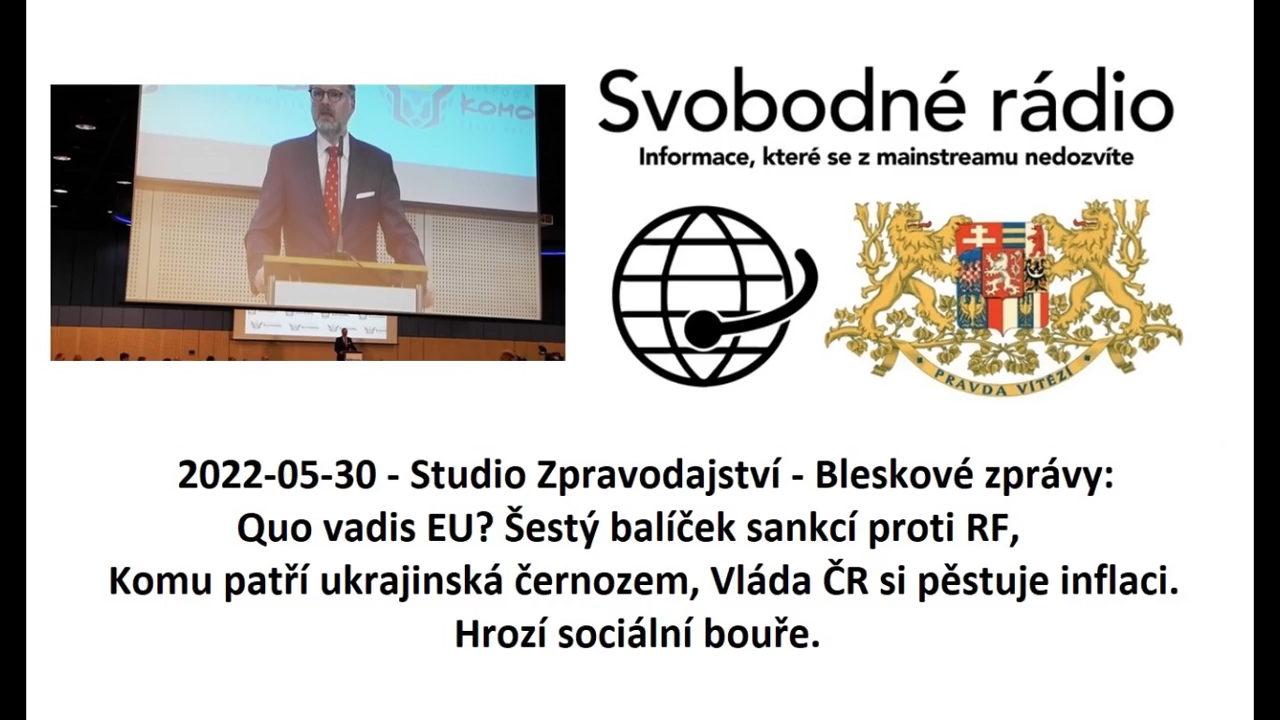 KOMO
Svobodné rádio
Informace, které se z mainstreamu nedozvíte
PRAVDA VÍTĚZÍ
2022-05-30 - Studio Zpravodajství - Bleskové zprávy:
Quo vadis EU? Šestý balíček sankcí proti RF,
Komu patří ukrajinská černozem, Vláda ČR si pěstuje inflaci.
Hrozí sociální bouře.